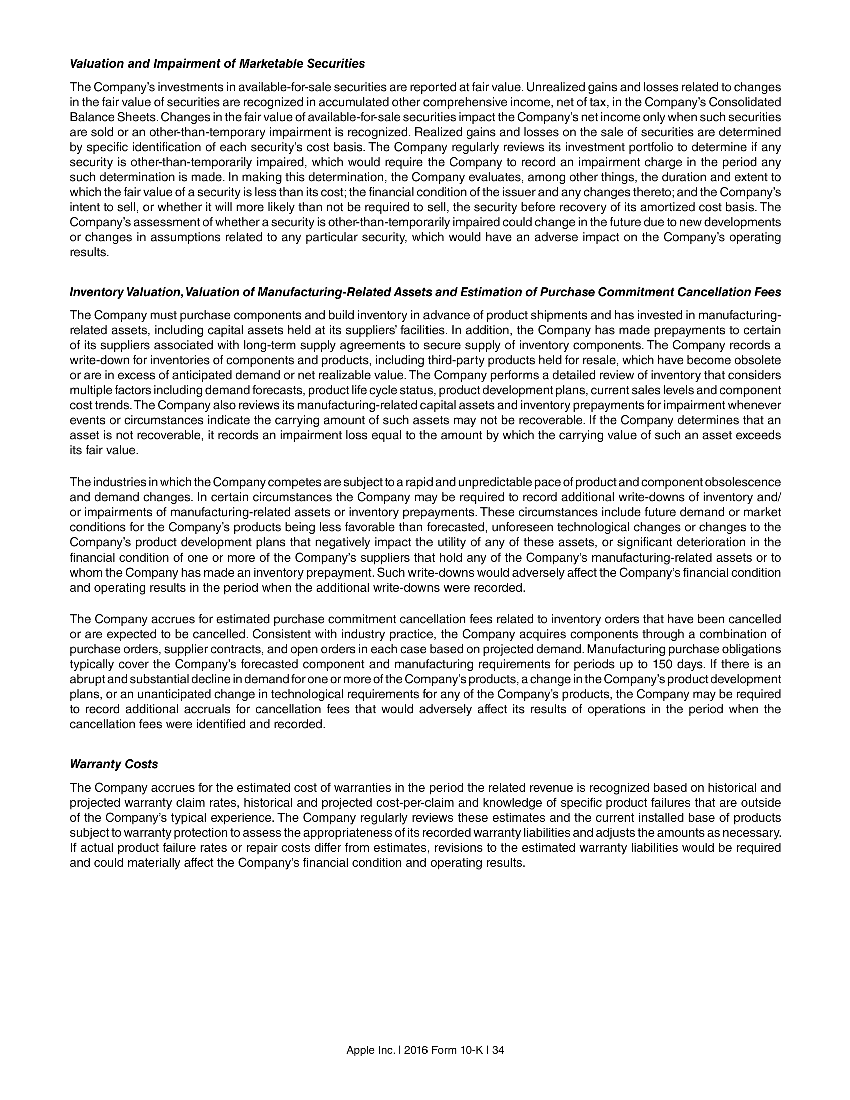 Valuation and Impairment of Marketable Securities
The Company's investments in available-for-sale securities are reported at fair value. Unrealized gains and losses related to changes
in the fair value of securities are recognized in accumulated other comprehensive income, net of tax, in the Company's Consolidated
Balance Sheets. Changes in the fair value of available-for-sale securities impact the Company's net income only when such securities
are sold or an other-than-temporary impairment is recognized. Realized gains and losses on the sale of securities are determined
by specific identification of each security's cost basis. The Company regularly reviews its investment portfolio to determine if any
security is other-than-temporarily impaired, which would require the Company to record an impairment charge in the period any
such determination is made. In making this determination, the Company evaluates, among other things, the duration and extent to
which the fair value of a security is less than its cost; the financial condition of the issuer and any changes thereto; and the Company's
intent to sell, or whether it will more likely than not be required to sell, the security before recovery of its amortized cost basis. The
Company's assessment of whether a security is other-than-temporarily impaired could change in the future due to new developments
or changes in assumptions related to any particular security, which would have an adverse impact on the Company's operating
results.
Inventory Valuation, Valuation of Manufacturing-Related Assets and Estimation of Purchase Commitment Cancellation Fees
The Company must purchase components and build inventory in advance of product shipments and has invested in manufacturing-
related assets, including capital assets held at its suppliers' facilities. In addition, the Company has made prepayments to certain
of its suppliers associated with long-term supply agreements to secure supply of inventory components. The Company records a
write-down for inventories of components and products, including third-party products held for resale, which have become obsolete
or are in excess of anticipated demand or net realizable value. The Company performs a detailed review of inventory that considers
multiple factors including demand forecasts, product life cycle status, product development plans, current sales levels and component
cost trends. The Company also reviews its manufacturing-related capital assets and inventory prepayments for impairment whenever
events or circumstances indicate the carrying amount of such assets may not be recoverable. If the Company determines that an
asset is not recoverable, it records an impairment loss equal to the amount by which the carrying value of such an asset exceeds
its fair value.
The industries in which the Company competes are subject to a rapid and unpredictable pace of product and component obsolescence
and demand changes. In certain circumstances the Company may be required to record additional write-downs of inventory and/
or impairments of manufacturing-related assets or inventory prepayments. These circumstances include future demand or market
conditions for the Company's products being less favorable than forecasted, unforeseen technological changes or changes to the
Company's product development plans that negatively impact the utility of any of these assets, or significant deterioration in the
financial condition of one or more of the Company's suppliers that hold any of the Company's manufacturing-related assets or to
whom the Company has made an inventory prepayment. Such write-downs would adversely affect the Company's financial condition
and operating results in the period when the additional write-downs were recorded.
The Company accrues for estimated purchase commitment cancellation fees related to inventory orders that have been cancelled
or are expected to be cancelled. Consistent with industry practice, the Company acquires components through a combination of
purchase orders, supplier contracts, and open orders in each case based on projected demand. Manufacturing purchase obligations
typically cover the Company's forecasted component and manufacturing requirements for periods up to 150 days. If there is an
abrupt and substantial decline in demand for one or more of the Company's products, a change in the Company's product development
plans, or an unanticipated change in technological requirements for any of the Company's products, the Company may be required
to record additional accruals for cancellation fees that would adversely affect its results of operations in the period when the
cancellation fees were identified and recorded.
Warranty Costs
The Company accrues for the estimated cost of warranties in the period the related revenue is recognized based on historical and
projected warranty claim rates, historical and projected cost-per-claim and knowledge of specific product failures that are outside
of the Company's typical experience. The Company regularly reviews these estimates and the current installed base of products
subject to warranty protection to assess the appropriateness of its recorded warranty liabilities and adjusts the amounts as necessary.
If actual product failure rates or repair costs differ from estimates, revisions to the estimated warranty liabilities would be required
and could materially affect the Company's financial condition and operating results.
Apple Inc. | 2016 Form 10-K | 34